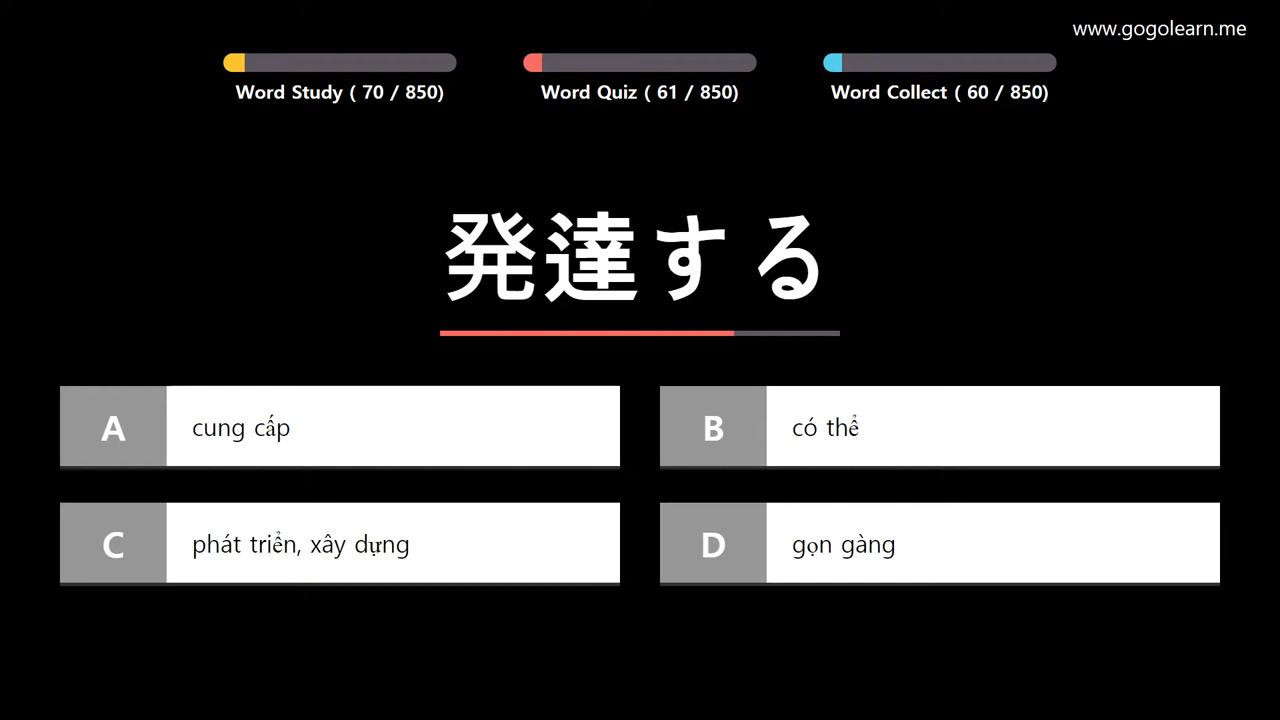 www.gogolearn.me
Word Study ( 70 / 850)
Word Quiz ( 61 / 850)
Word Collect ( 60 / 850)
発達する
A cung cấp
B có thể
C phát triển, xây dựng
D gọn gàng